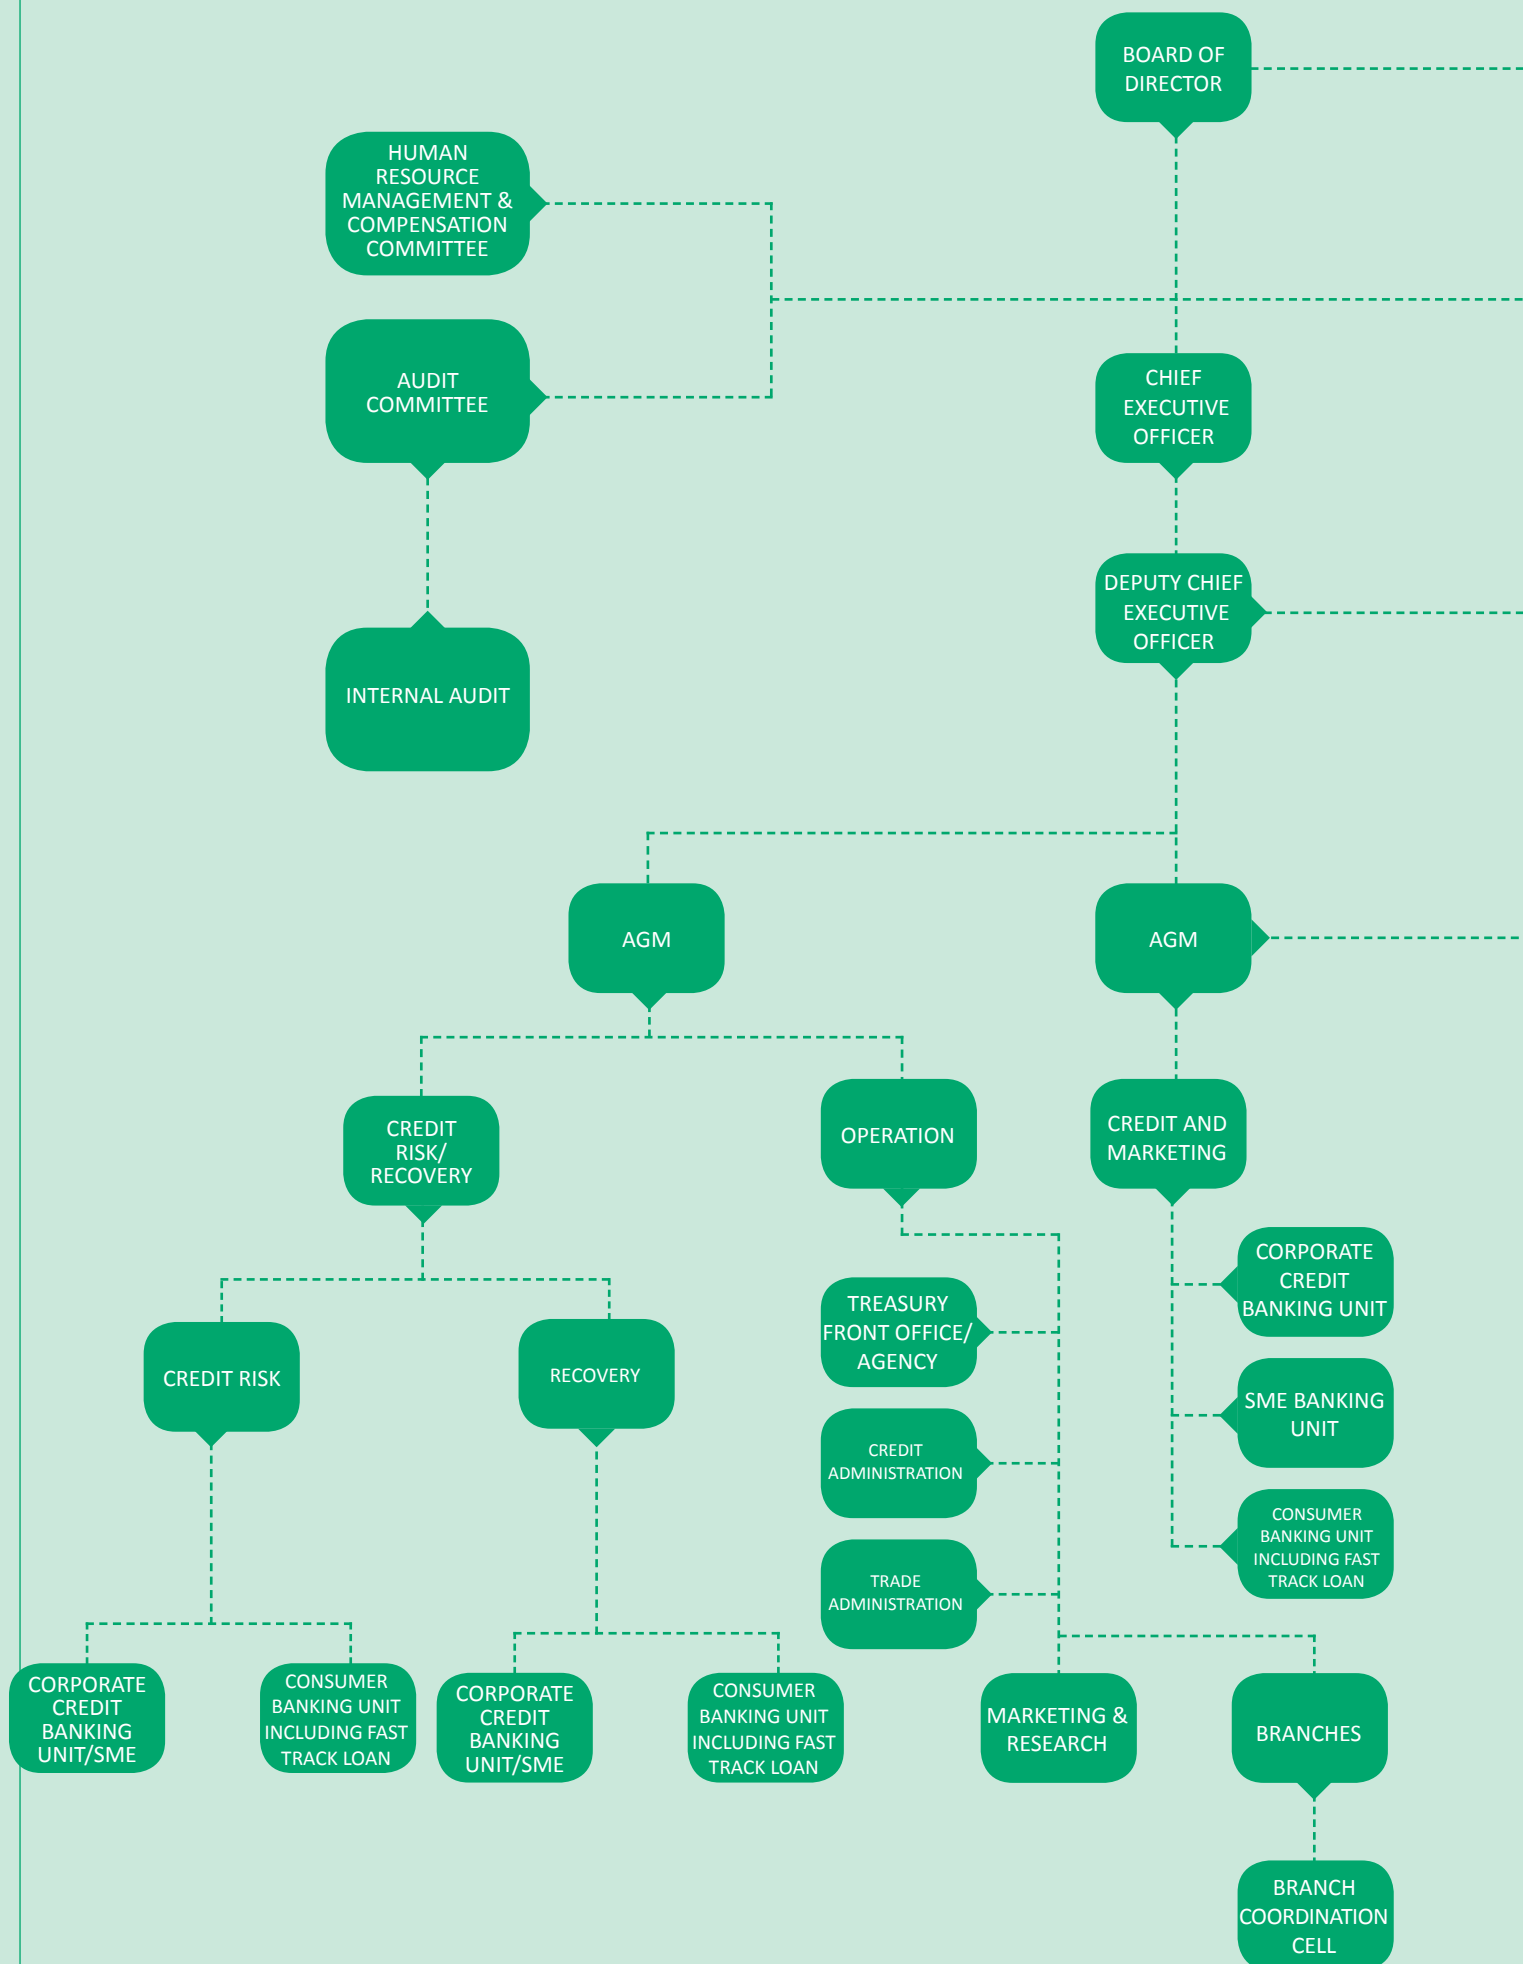 BOARD OF
DIRECTOR
HUMAN
RESOURCE
MANAGEMENT &
COMPENSATION
COMMITTEE
AUDIT
COMMITTEE
CHIEF
EXECUTIVE
OFFICER
DEPUTY CHIEF
EXECUTIVE
OFFICER
INTERNAL AUDIT
AGM
AGM
CREDIT
RISK/
RECOVERY
OPERATION
CREDIT AND
MARKETING
CORPORATE
CREDIT
BANKING UNIT
TREASURY
FRONT OFFICE/
AGENCY
CREDIT RISK
RECOVERY
SME BANKING
UNIT
CREDIT
ADMINISTRATION
CONSUMER
BANKING UNIT
INCLUDING FAST
TRACK LOAN
TRADE
ADMINISTRATION
CORPORATE
CREDIT
BANKING
UNIT/SME
CONSUMER
BANKING UNIT
INCLUDING FAST
TRACK LOAN
CORPORATE
CREDIT
BANKING
UNIT/SME
CONSUMER
BANKING UNIT
INCLUDING FAST
TRACK LOAN
MARKETING &
RESEARCH
BRANCHES
BRANCH
COORDINATION
CELL